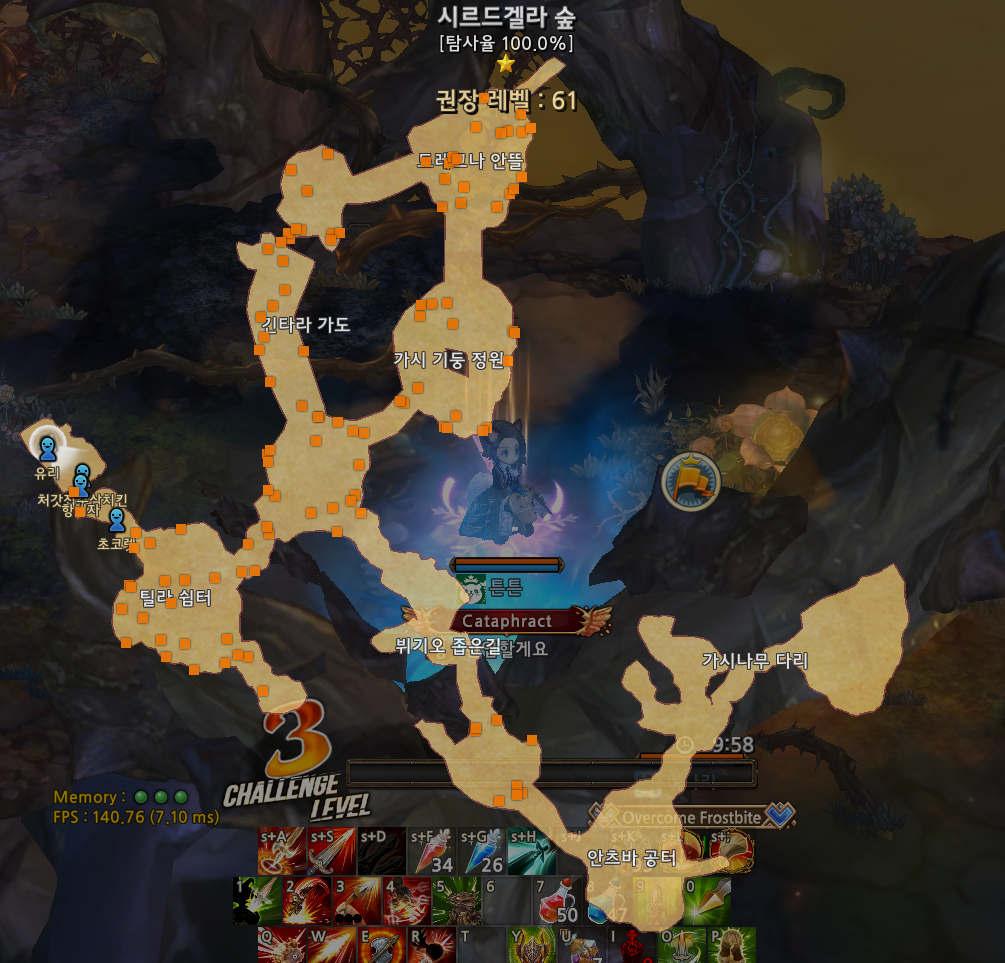 시르드겔라 숲
[탐사율 100.0%]
권장 레벨 : 61
안뜰
긴타라 가도
가시 기둥 정원
유리
초코렛
틸라 쉼터
튼튼
Cataphract
뷔기오 좁은길
할게요
가시나무 다리
9:58
3
CHALLENGE
LEVEL
Memory :
FPS : 140.76 (7.10 ms)
Overcome Frostbite
안츠바 공터
s+A s+S s+D s+F s+G s+H s+J s+K
34 26
1 2 3 4 5 6 7 8 9 0
50 47
Q W E R T Y U I O P